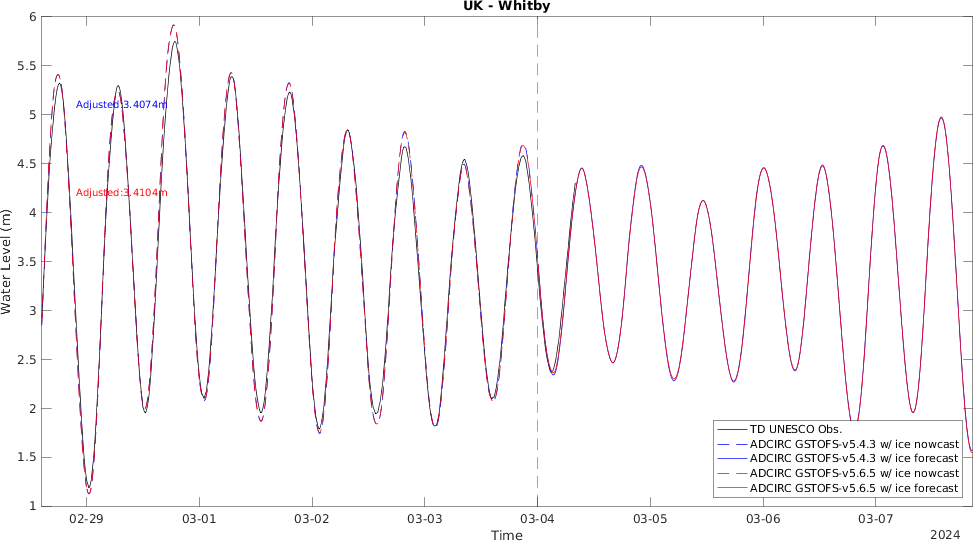 UK - Whitby
6
5.5
5
4.5
4
3.5
3
2.5
2
1.5
1
Water Level (m)
Adjusted:3.4074m
Adjusted:3.4104m
TD UNESCO Obs.
ADCIRC GSTOFS-v5.4.3 w/ ice nowcast
ADCIRC GSTOFS-v5.4.3 w/ ice forecast
ADCIRC GSTOFS-v5.6.5 w/ ice nowcast
ADCIRC GSTOFS-v5.6.5 w/ ice forecast
02-29 03-01 03-02 03-03 03-04 03-05 03-06 03-07
Time
2024